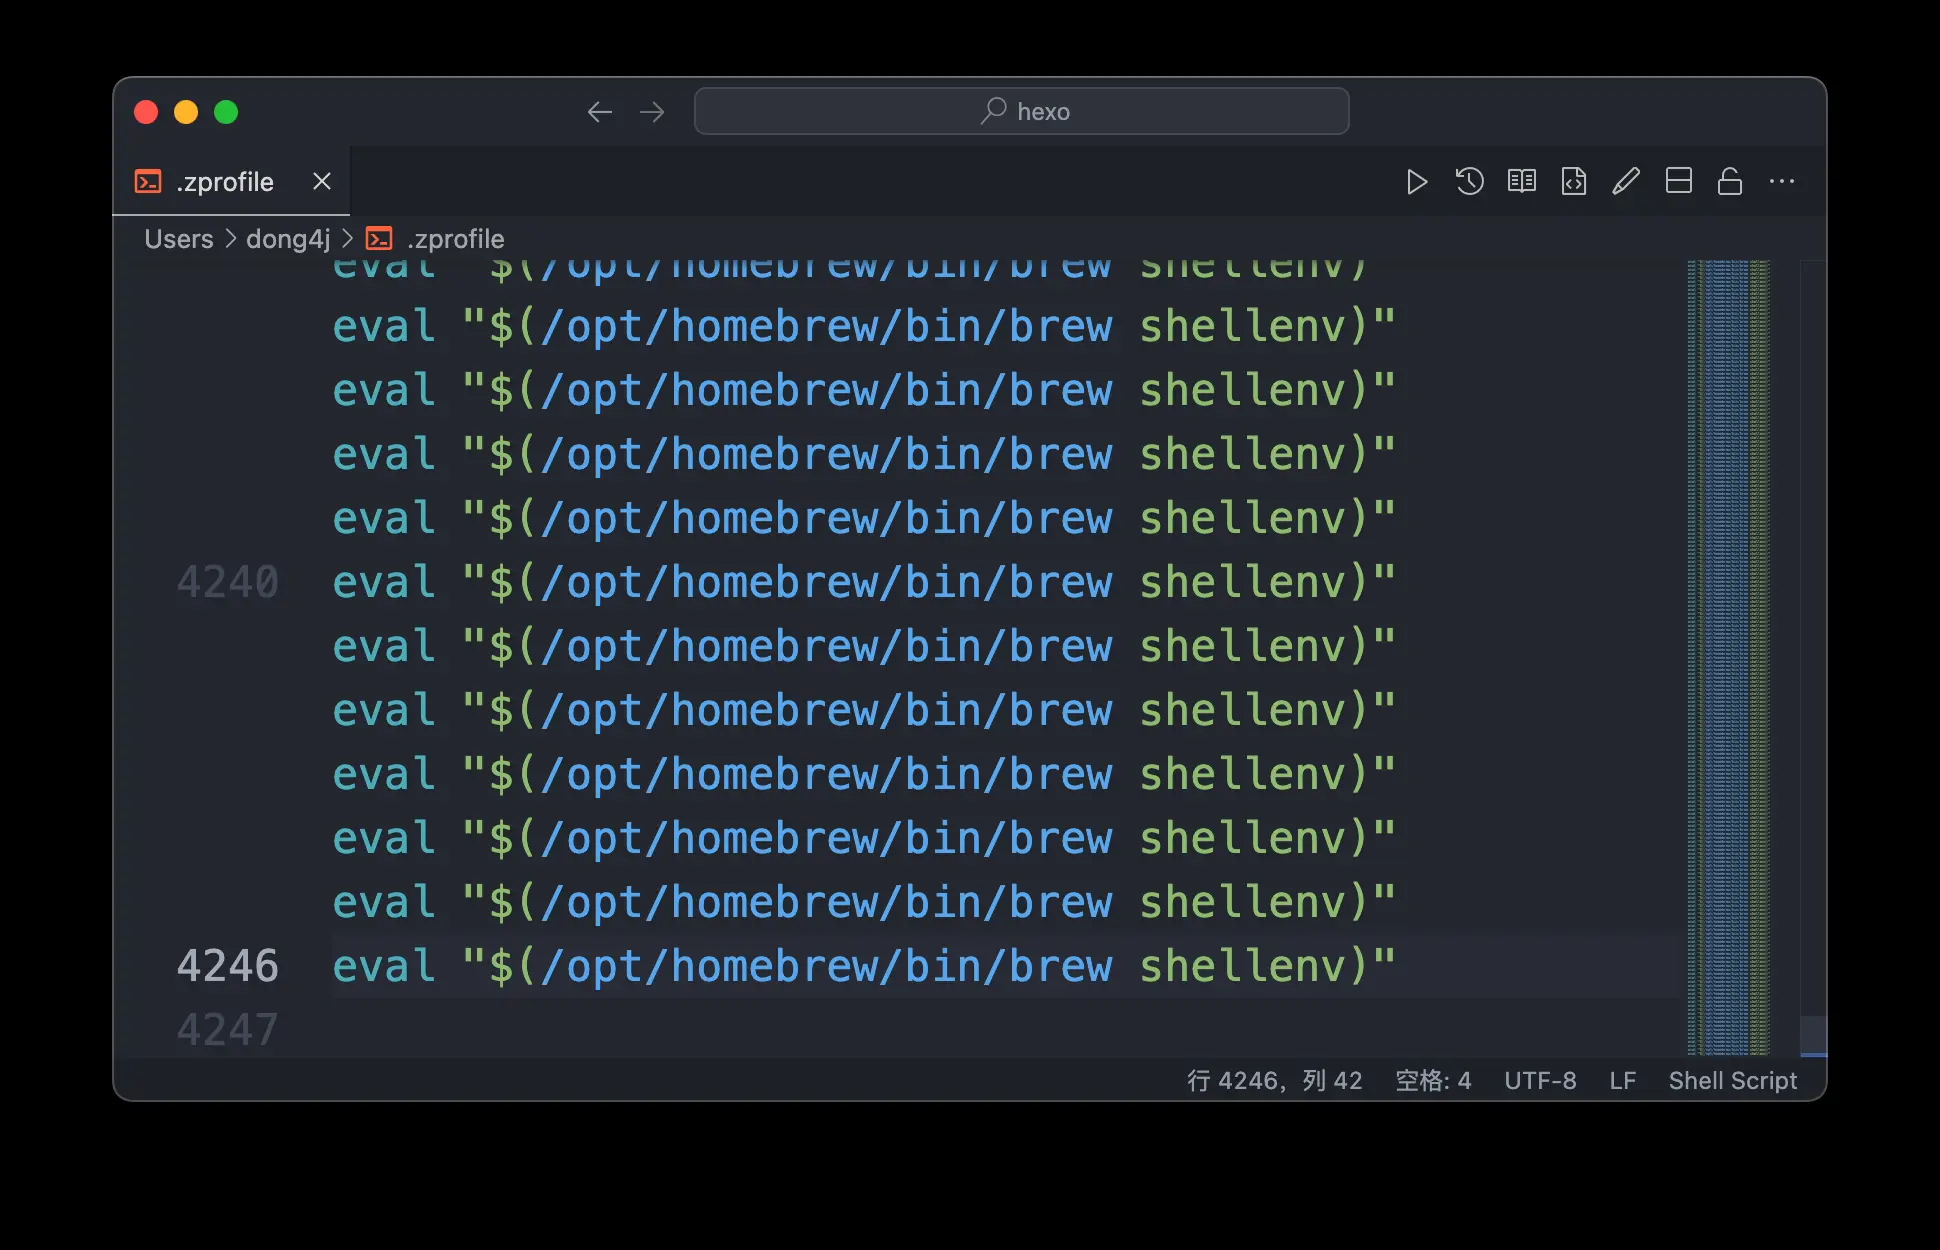 hexo
.zprofile
Users > dong4j > .zprofile
eval "$(/opt/homebrew/bin/brew shellenv)"
eval "$(/opt/homebrew/bin/brew shellenv)"
eval "$(/opt/homebrew/bin/brew shellenv)"
eval "$(/opt/homebrew/bin/brew shellenv)"
eval "$(/opt/homebrew/bin/brew shellenv)"
4240 eval "$(/opt/homebrew/bin/brew shellenv)"
eval "$(/opt/homebrew/bin/brew shellenv)"
eval "$(/opt/homebrew/bin/brew shellenv)"
eval "$(/opt/homebrew/bin/brew shellenv)"
eval "$(/opt/homebrew/bin/brew shellenv)"
eval "$(/opt/homebrew/bin/brew shellenv)"
4246 eval "$(/opt/homebrew/bin/brew shellenv)"
4247
行 4246，列 42 空格: 4 UTF-8 LF Shell Script